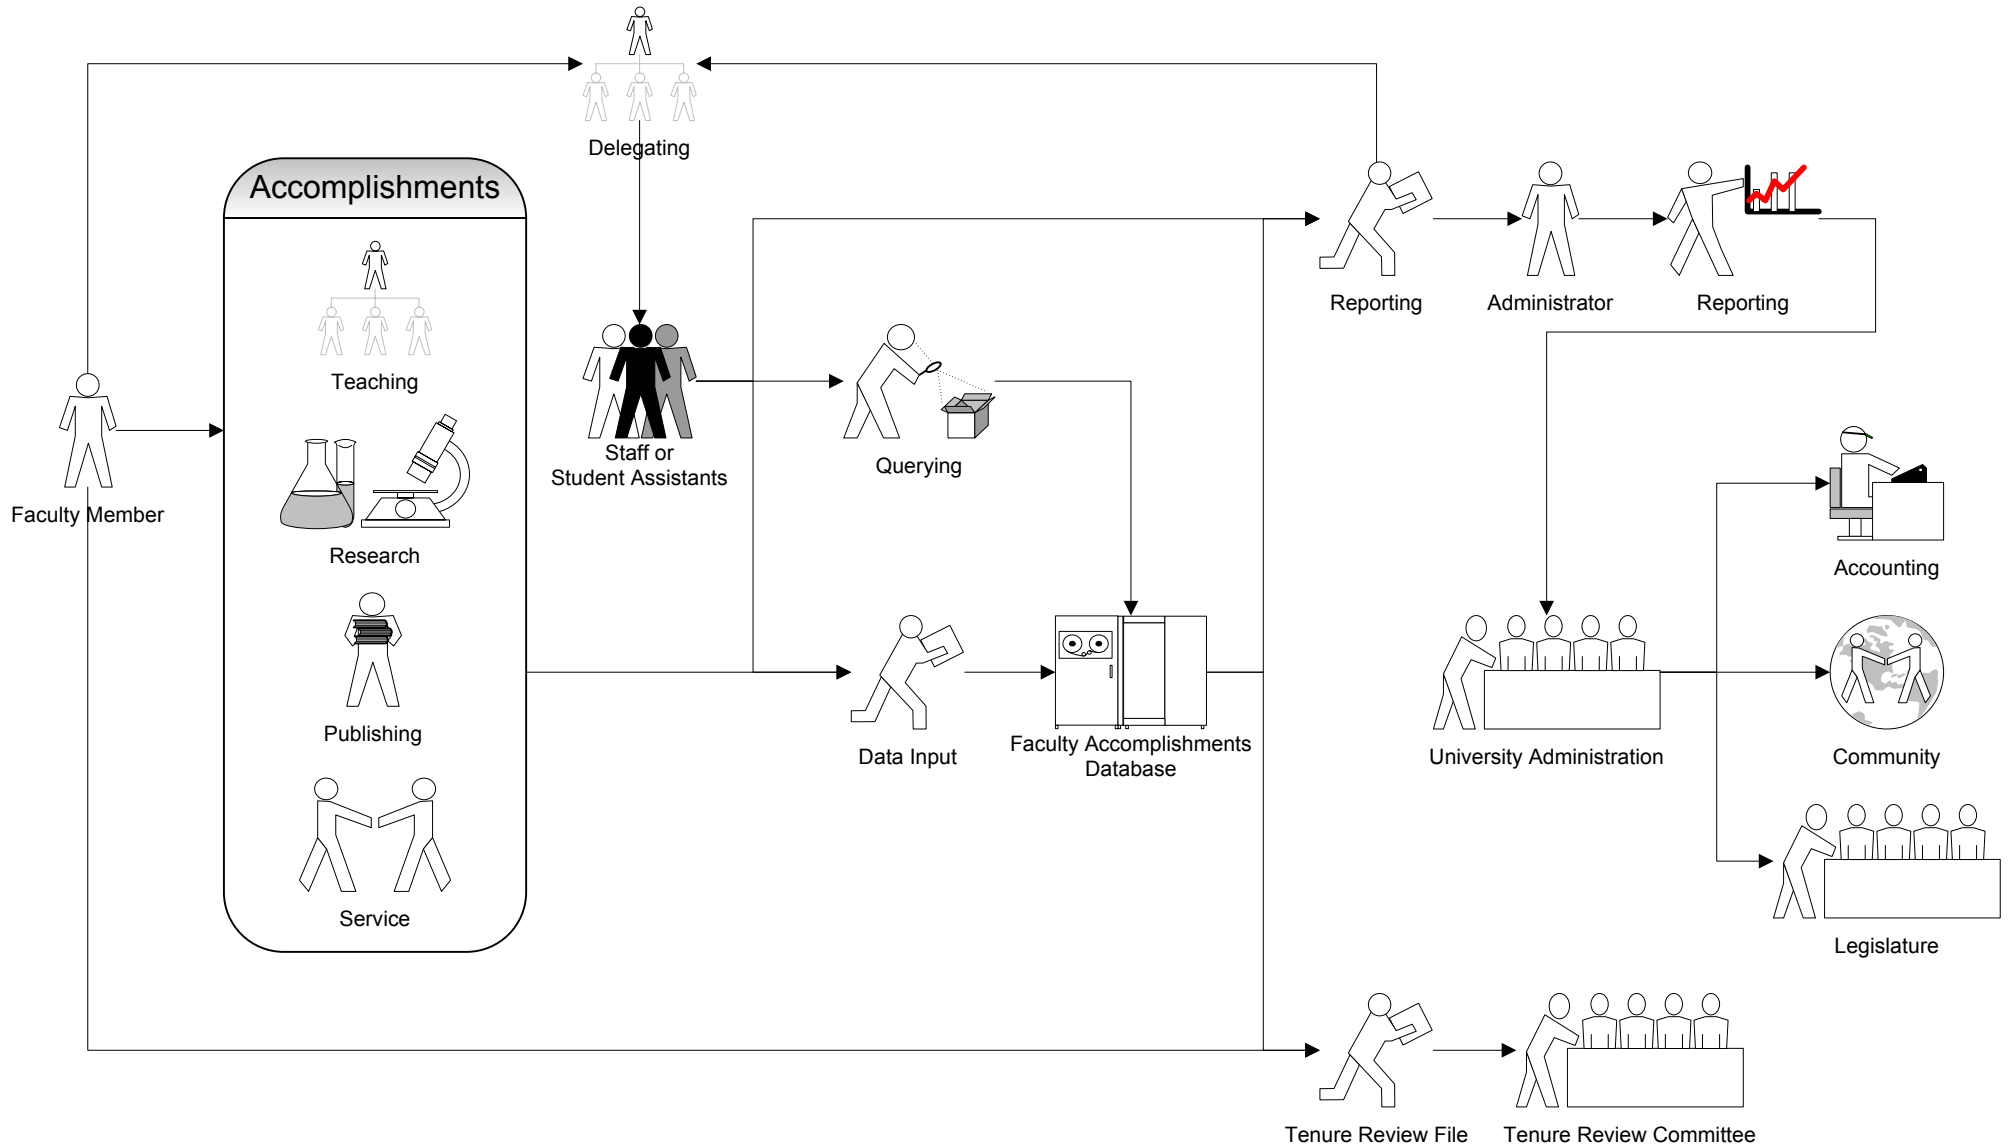 Delegating
Accomplishments
Teaching
Research
Publishing
Service
Faculty Member
Staff or
Student Assistants
Querying
Data Input
Faculty Accomplishments
Database
Reporting
Administrator
Reporting
University Administration
Accounting
Community
Legislature
Tenure Review File
Tenure Review Committee